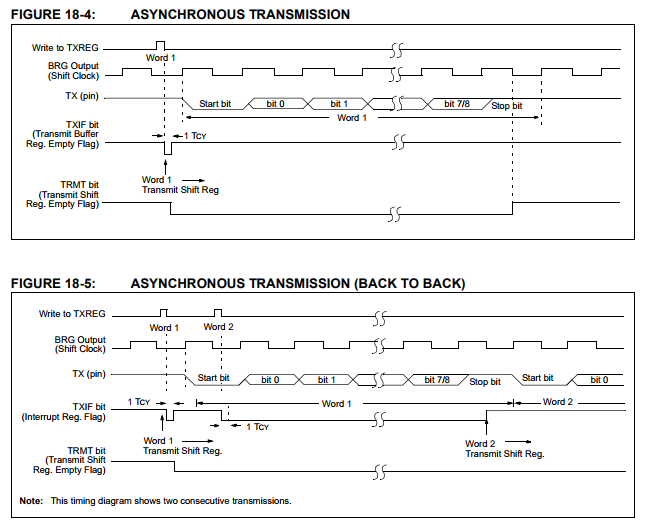 FIGURE 18-4: ASYNCHRONOUS TRANSMISSION
Write to TXREG
Word 1
BRG Output
(Shift Clock)
TX (pin)
Start bit bit 0 bit 1 bit 7/8 Stop bit
Word 1
TXIF bit
(Transmit Buffer
Reg. Empty Flag)
1 TCY
Word 1
Transmit Shift Reg
TRMT bit
(Transmit Shift
Reg. Empty Flag)
FIGURE 18-5: ASYNCHRONOUS TRANSMISSION (BACK TO BACK)
Write to TXREG
Word 1 Word 2
BRG Output
(Shift Clock)
TX (pin)
Start bit bit 0 bit 1 bit 7/8 Stop bit Start bit bit 0
1 TCY Word 1 Word 2
TXIF bit
(Interrupt Reg. Flag)
1 TCY
Word 1
Transmit Shift Reg.
Word 2
Transmit Shift Reg.
TRMT bit
(Transmit Shift
Reg. Empty Flag)
Note: This timing diagram shows two consecutive transmissions.